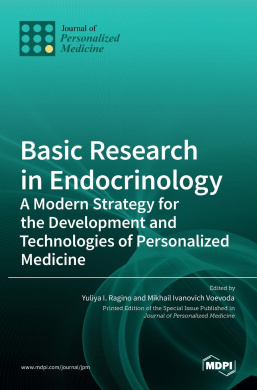 Journal of
Personalized
Medicine
Basic Research
in Endocrinology
A Modern Strategy for
the Development and
Technologies of Personalized
Medicine
Edited by
Yuliya I. Ragino and Mikhail Ivanovich Voevoda
Printed Edition of the Special Issue Published in
Journal of Personalized Medicine
www.mdpi.com/journal/jpm
MDPI